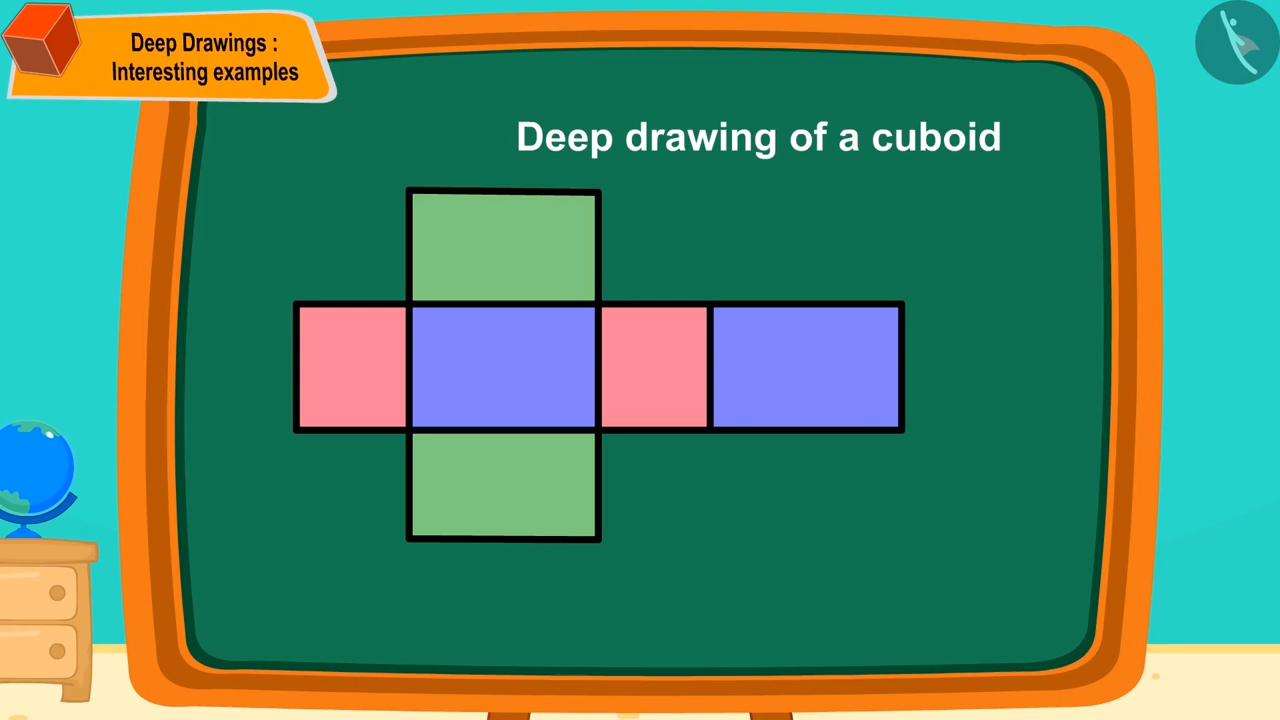 Deep Drawings :
Interesting examples
Deep drawing of a cuboid